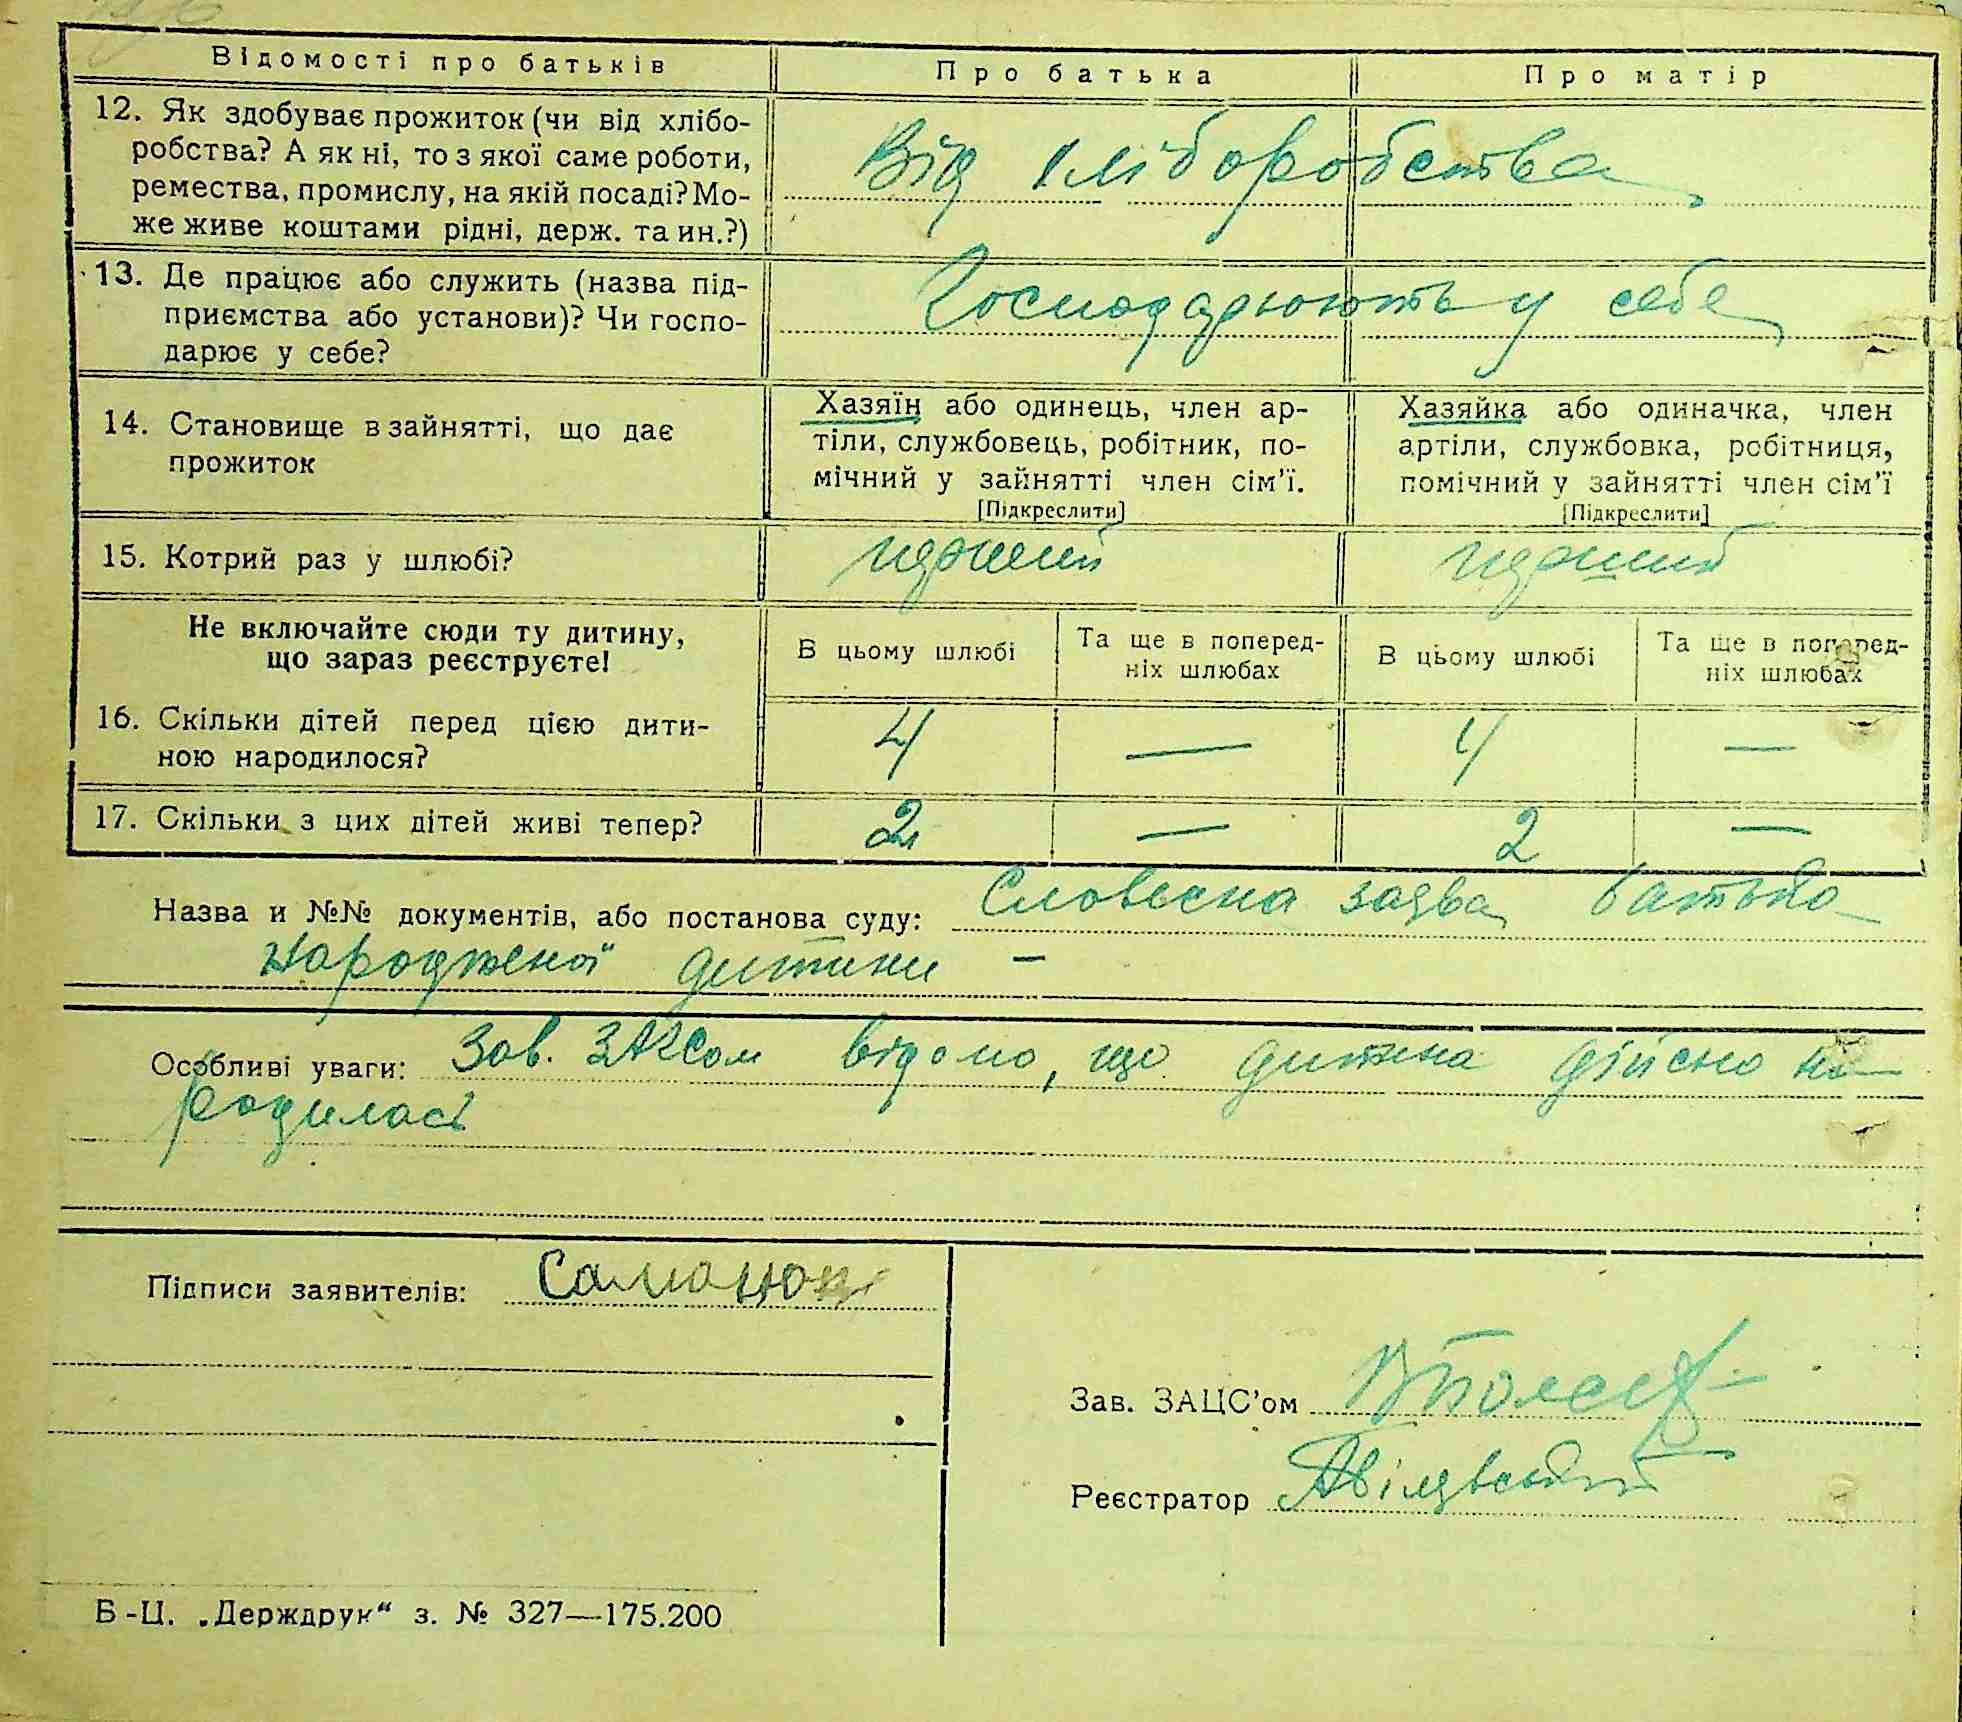 Відомості про батьків
Про батька
Про матір
12. Як здобуває прожиток (чи від хлібо-
робства? А як ні, то з якої саме роботи,
ремества, промислу, на якій посаді? Мо-
же живе коштами рідні, держ. та ин.?)
Від хліборобства
13. Де працює або служить (назва під-
приємства або установи)? Чи госпо-
дарює у себе?
Господарюють у себе
14. Становище в зайнятті, що дає
прожиток
Хазяїн або одинець, член ар-
тіли, службовець, робітник, по-
мічний у зайнятті член сім'ї.
[Підкреслити]
Хазяйка або одиначка, член
артіли, службовка, робітниця,
помічний у зайнятті член сім'ї
[Підкреслити]
15. Котрий раз у шлюбі?
перший
перший
Не включайте сюди ту дитину,
що зараз реєструєте!
В цьому шлюбі
Та ще в поперед-
ніх шлюбах
В цьому шлюбі
Та ще в поперед-
ніх шлюбах
16. Скільки дітей перед цією дити-
ною народилося?
4 — 4 —
17. Скільки з цих дітей живі тепер?
2 — 2 —
Назва и №№ документів, або постанова суду: Словесна заява батька
народженої дитини –
Особливі уваги: Зав. ЗАГСом відомо, що дитина дійсно на-
родилась
Підписи заявителів: Саманюк
Зав. ЗАЦС'ом
Реєстратор
Б-Ц. „Держдрук“ з. № 327—175.200